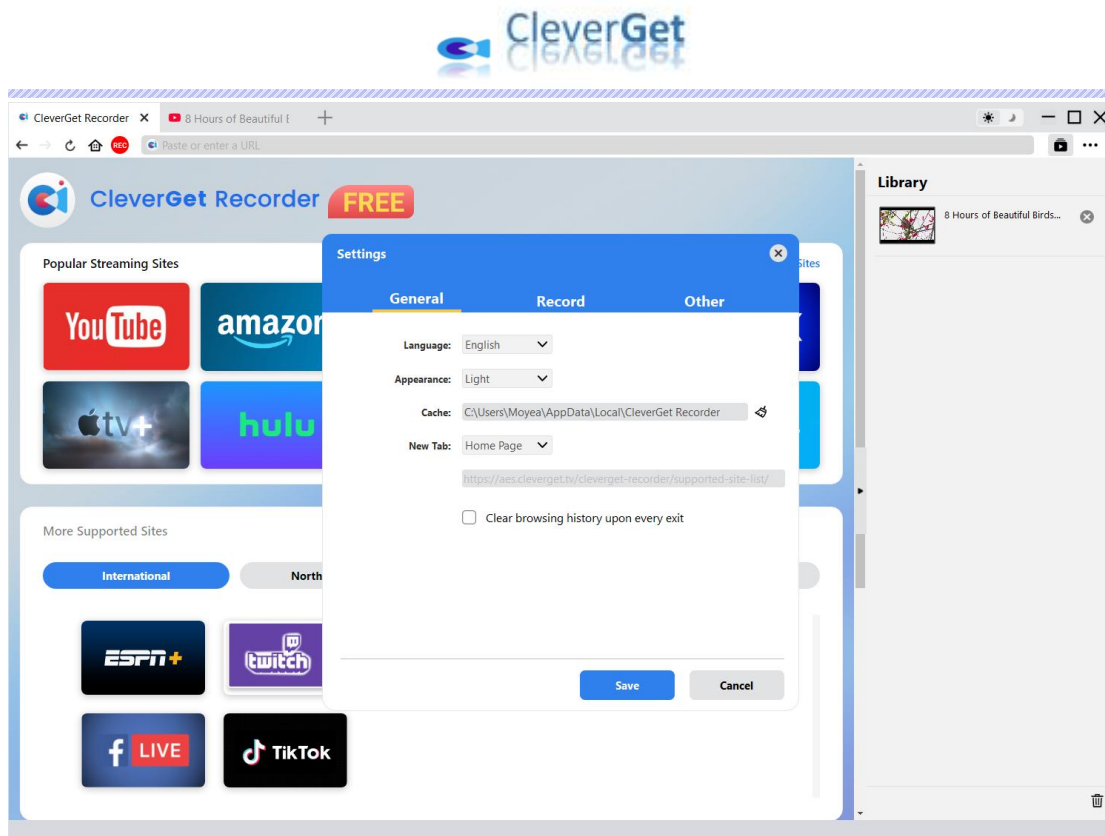 CleverGet
CleverGet Recorder
8 Hours of Beautiful
REC
Paste or enter a URL
CleverGet Recorder FREE
Library
8 Hours of Beautiful Birds...
Popular Streaming Sites
Sites
YouTube
amazon
tv+
hulu
Settings
General Record Other
Language: English
Appearance: Light
Cache: C:\Users\Moyea\AppData\Local\CleverGet Recorder
New Tab: Home Page
https://aes.cleverget.tv/cleverget-recorder/supported-site-list/
Clear browsing history upon every exit
Save Cancel
More Supported Sites
International North
ESPN+
twitch
f LIVE
TikTok